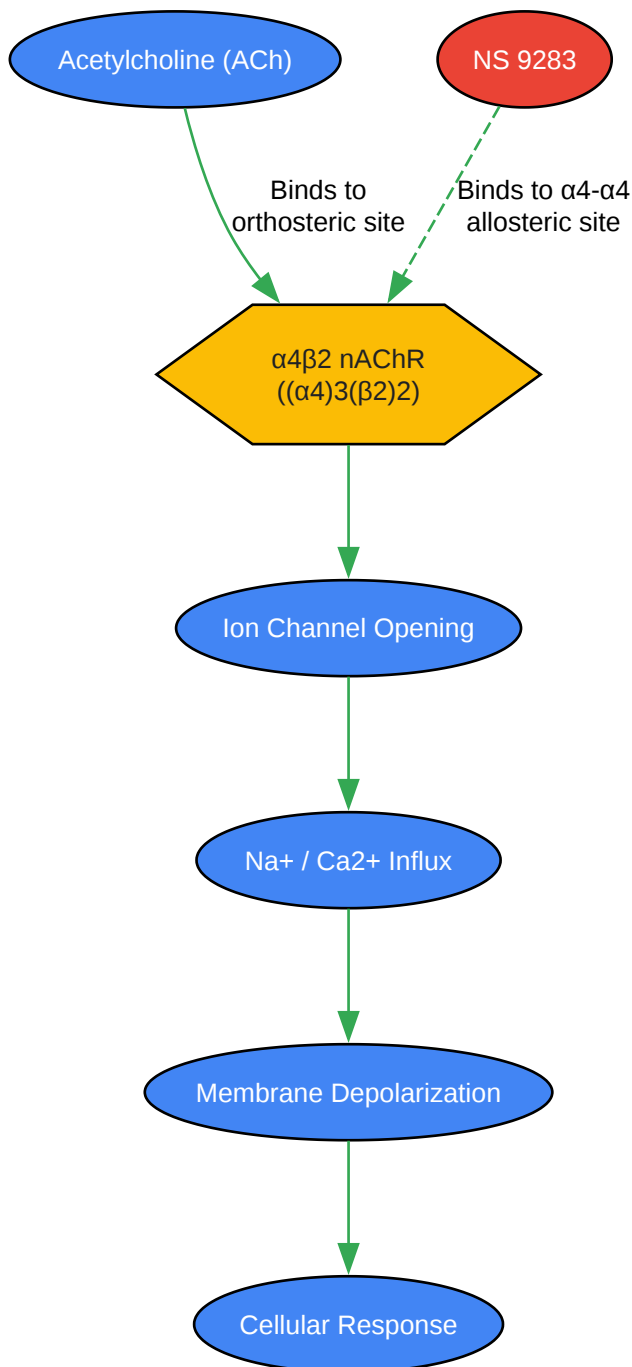 Acetylcholine (ACh)
NS 9283
Binds to
orthosteric site
Binds to α4-α4
allosteric site
α4β2 nAChR
((α4)3(β2)2)
Ion Channel Opening
Na+ / Ca2+ Influx
Membrane Depolarization
Cellular Response